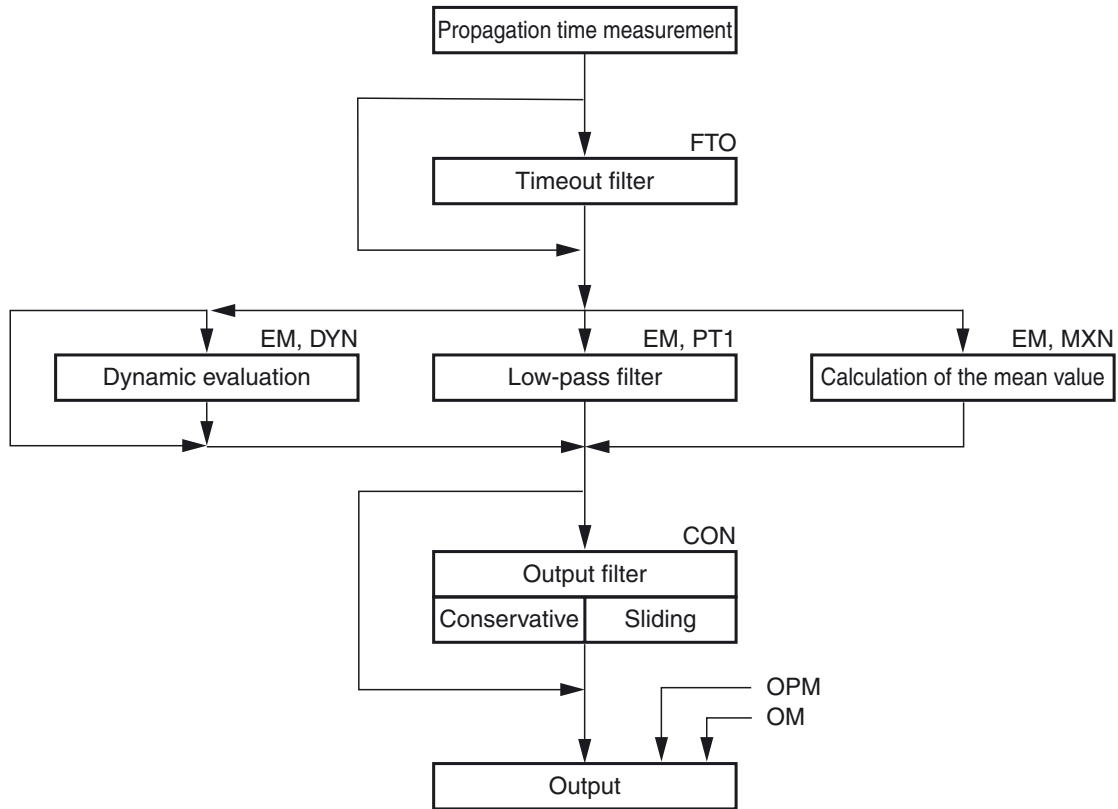 Propagation time measurement
FTO
Timeout filter
EM, DYN
Dynamic evaluation
EM, PT1
Low-pass filter
EM, MXN
Calculation of the mean value
CON
Output filter
Conservative
Sliding
OPM
OM
Output